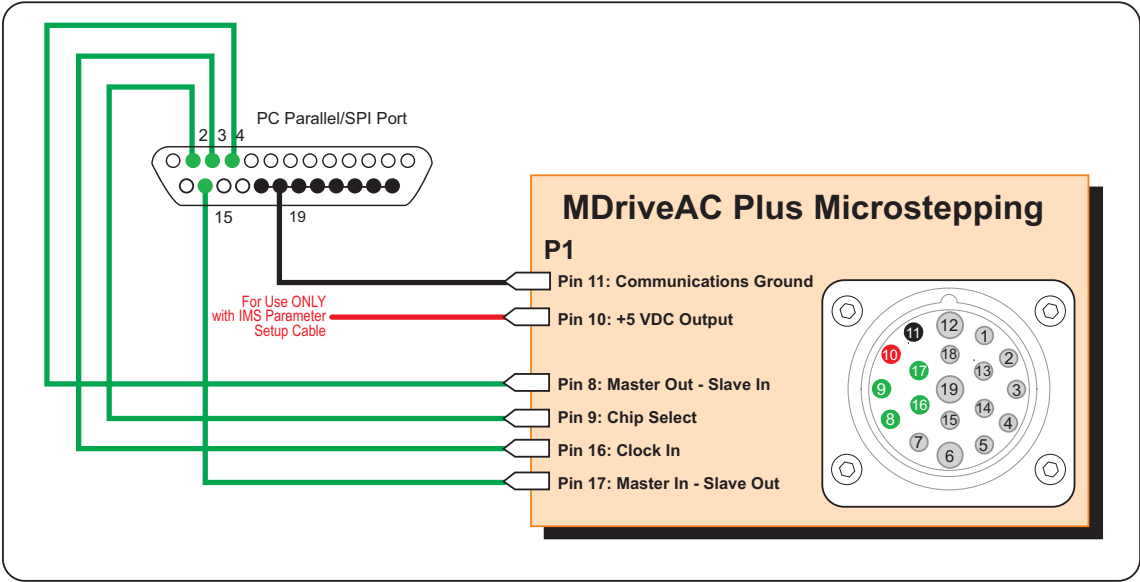 PC Parallel/SPI Port
2 3 4
15
19
MDriveAC Plus Microstepping
P1
Pin 11: Communications Ground
For Use ONLY
with IMS Parameter
Setup Cable
Pin 10: +5 VDC Output
Pin 8: Master Out - Slave In
Pin 9: Chip Select
Pin 16: Clock In
Pin 17: Master In - Slave Out
12
11
1
10
18
2
17
13
9
19
3
16
14
8
15
4
7
5
6